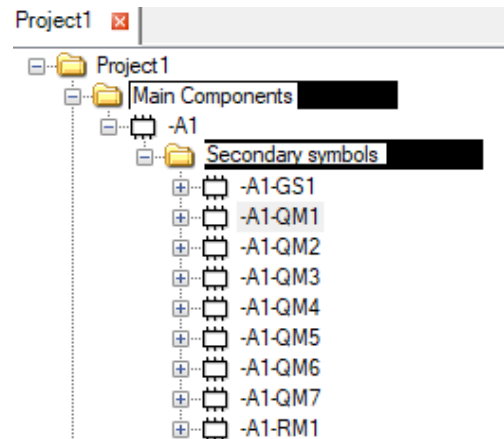 Project1
Project1
Main Components
-A1
Secondary symbols
-A1-GS1
-A1-QM1
-A1-QM2
-A1-QM3
-A1-QM4
-A1-QM5
-A1-QM6
-A1-QM7
-A1-RM1